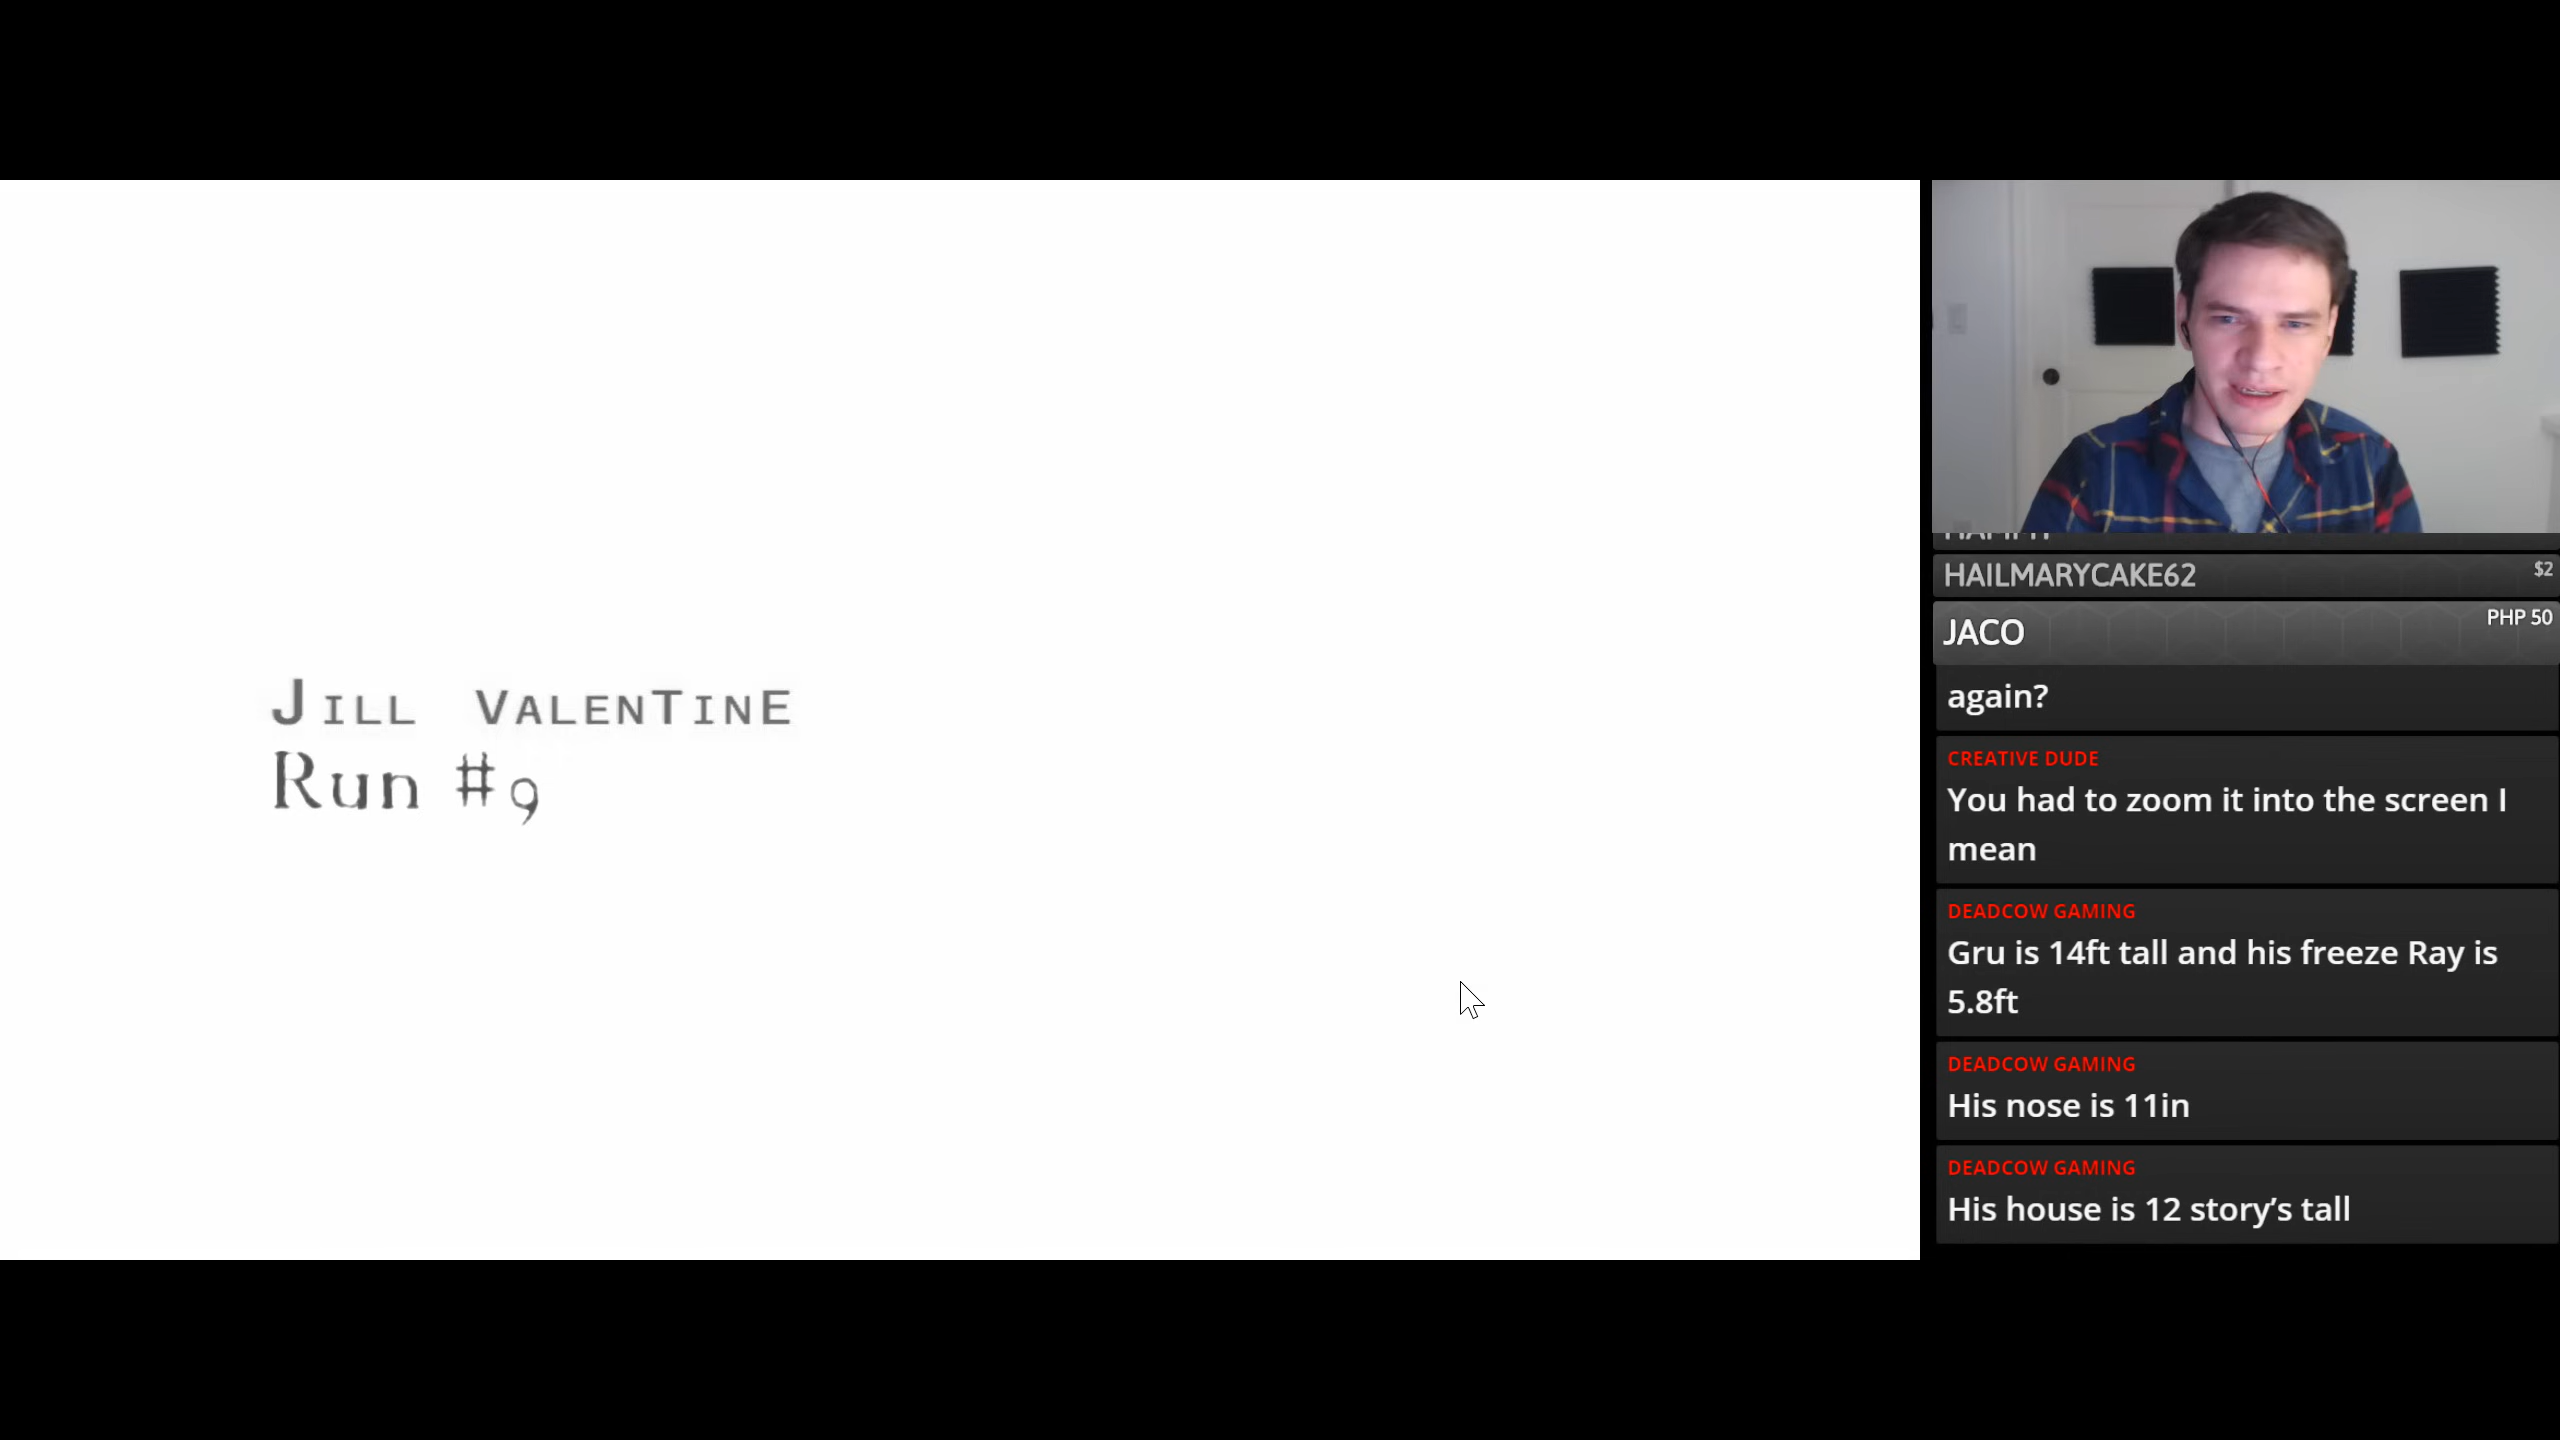 JILL VALENTINE
Run #9
HAILMARYCAKE62
$2
JACO
PHP 50
again?
CREATIVE DUDE
You had to zoom it into the screen I
mean
DEADCOW GAMING
Gru is 14ft tall and his freeze Ray is
5.8ft
DEADCOW GAMING
His nose is 11in
DEADCOW GAMING
His house is 12 story’s tall